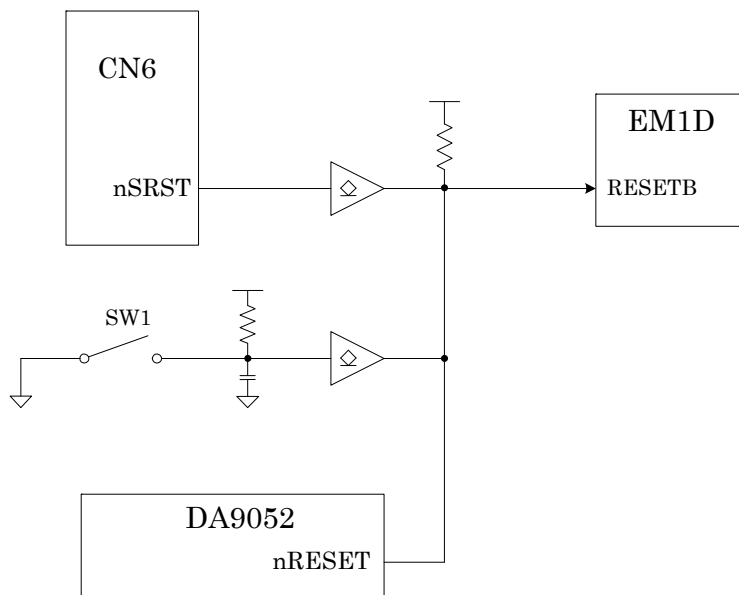 CN6
EM1D
nSRST
RESETB
SW1
DA9052
nRESET